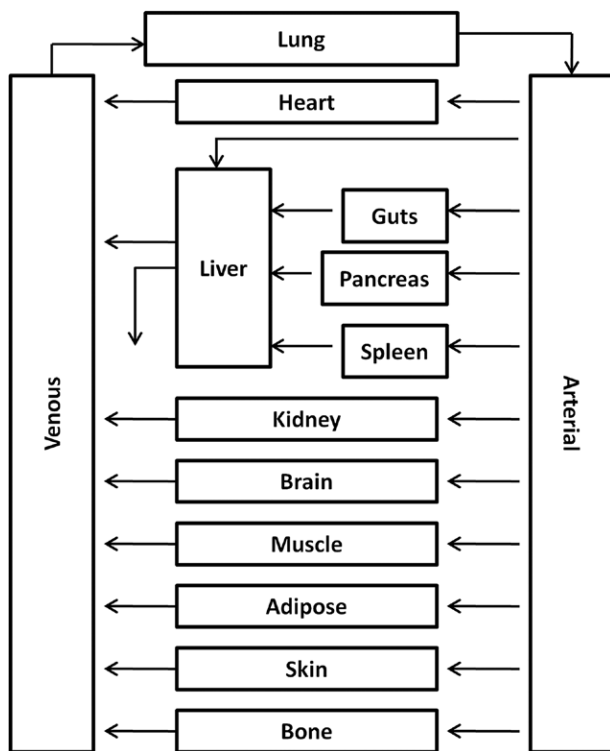 Lung
Heart
Guts
Liver
Pancreas
Spleen
Venous
Arterial
Kidney
Brain
Muscle
Adipose
Skin
Bone